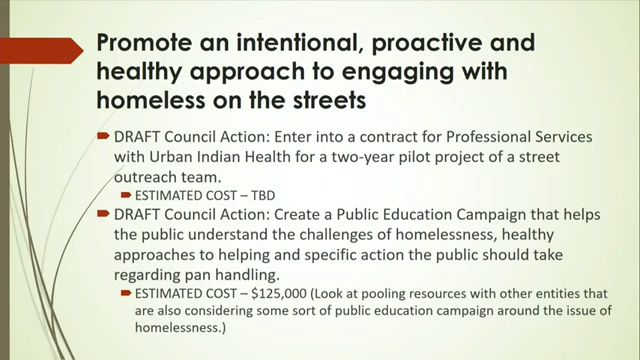 Promote an intentional, proactive and
healthy approach to engaging with
homeless on the streets
DRAFT Council Action: Enter into a contract for Professional Services
with Urban Indian Health for a two-year pilot project of a street
outreach team.
ESTIMATED COST – TBD
DRAFT Council Action: Create a Public Education Campaign that helps
the public understand the challenges of homelessness, healthy
approaches to helping and specific action the public should take
regarding pan handling.
ESTIMATED COST – $125,000 (Look at pooling resources with other entities that
are also considering some sort of public education campaign around the issue of
homelessness.)